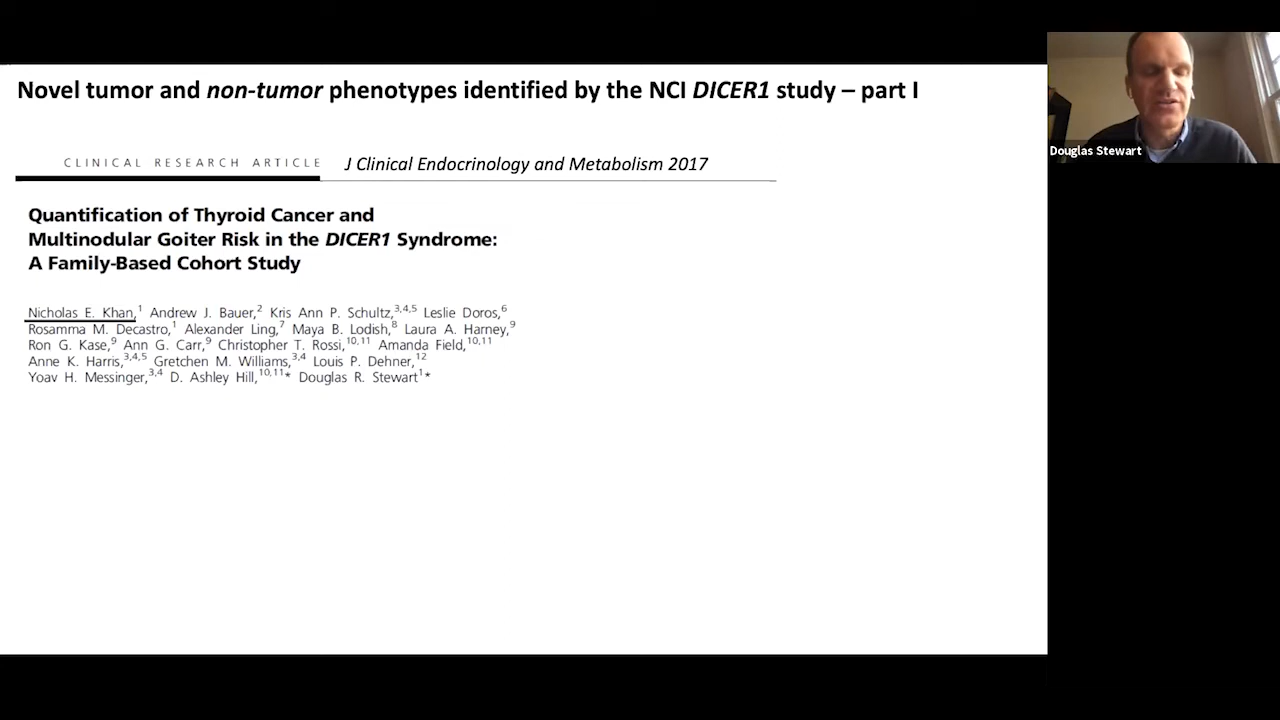 Novel tumor and non-tumor phenotypes identified by the NCI DICER1 study – part I
Douglas Stewart
CLINICAL RESEARCH ARTICLE J Clinical Endocrinology and Metabolism 2017
Quantification of Thyroid Cancer and
Multinodular Goiter Risk in the DICER1 Syndrome:
A Family-Based Cohort Study
Nicholas E. Khan,1 Andrew J. Bauer,2 Kris Ann P. Schultz,3,4,5 Leslie Doros,6
Rosamma M. Decastro,1 Alexander Ling,7 Maya B. Lodish,8 Laura A. Harney,9
Ron G. Kase,9 Ann G. Carr,9 Christopher T. Rossi,10,11 Amanda Field,10,11
Anne K. Harris,3,4,5 Gretchen M. Williams,3,4 Louis P. Dehner,12
Yoav H. Messinger,3,4 D. Ashley Hill,10,11* Douglas R. Stewart1*